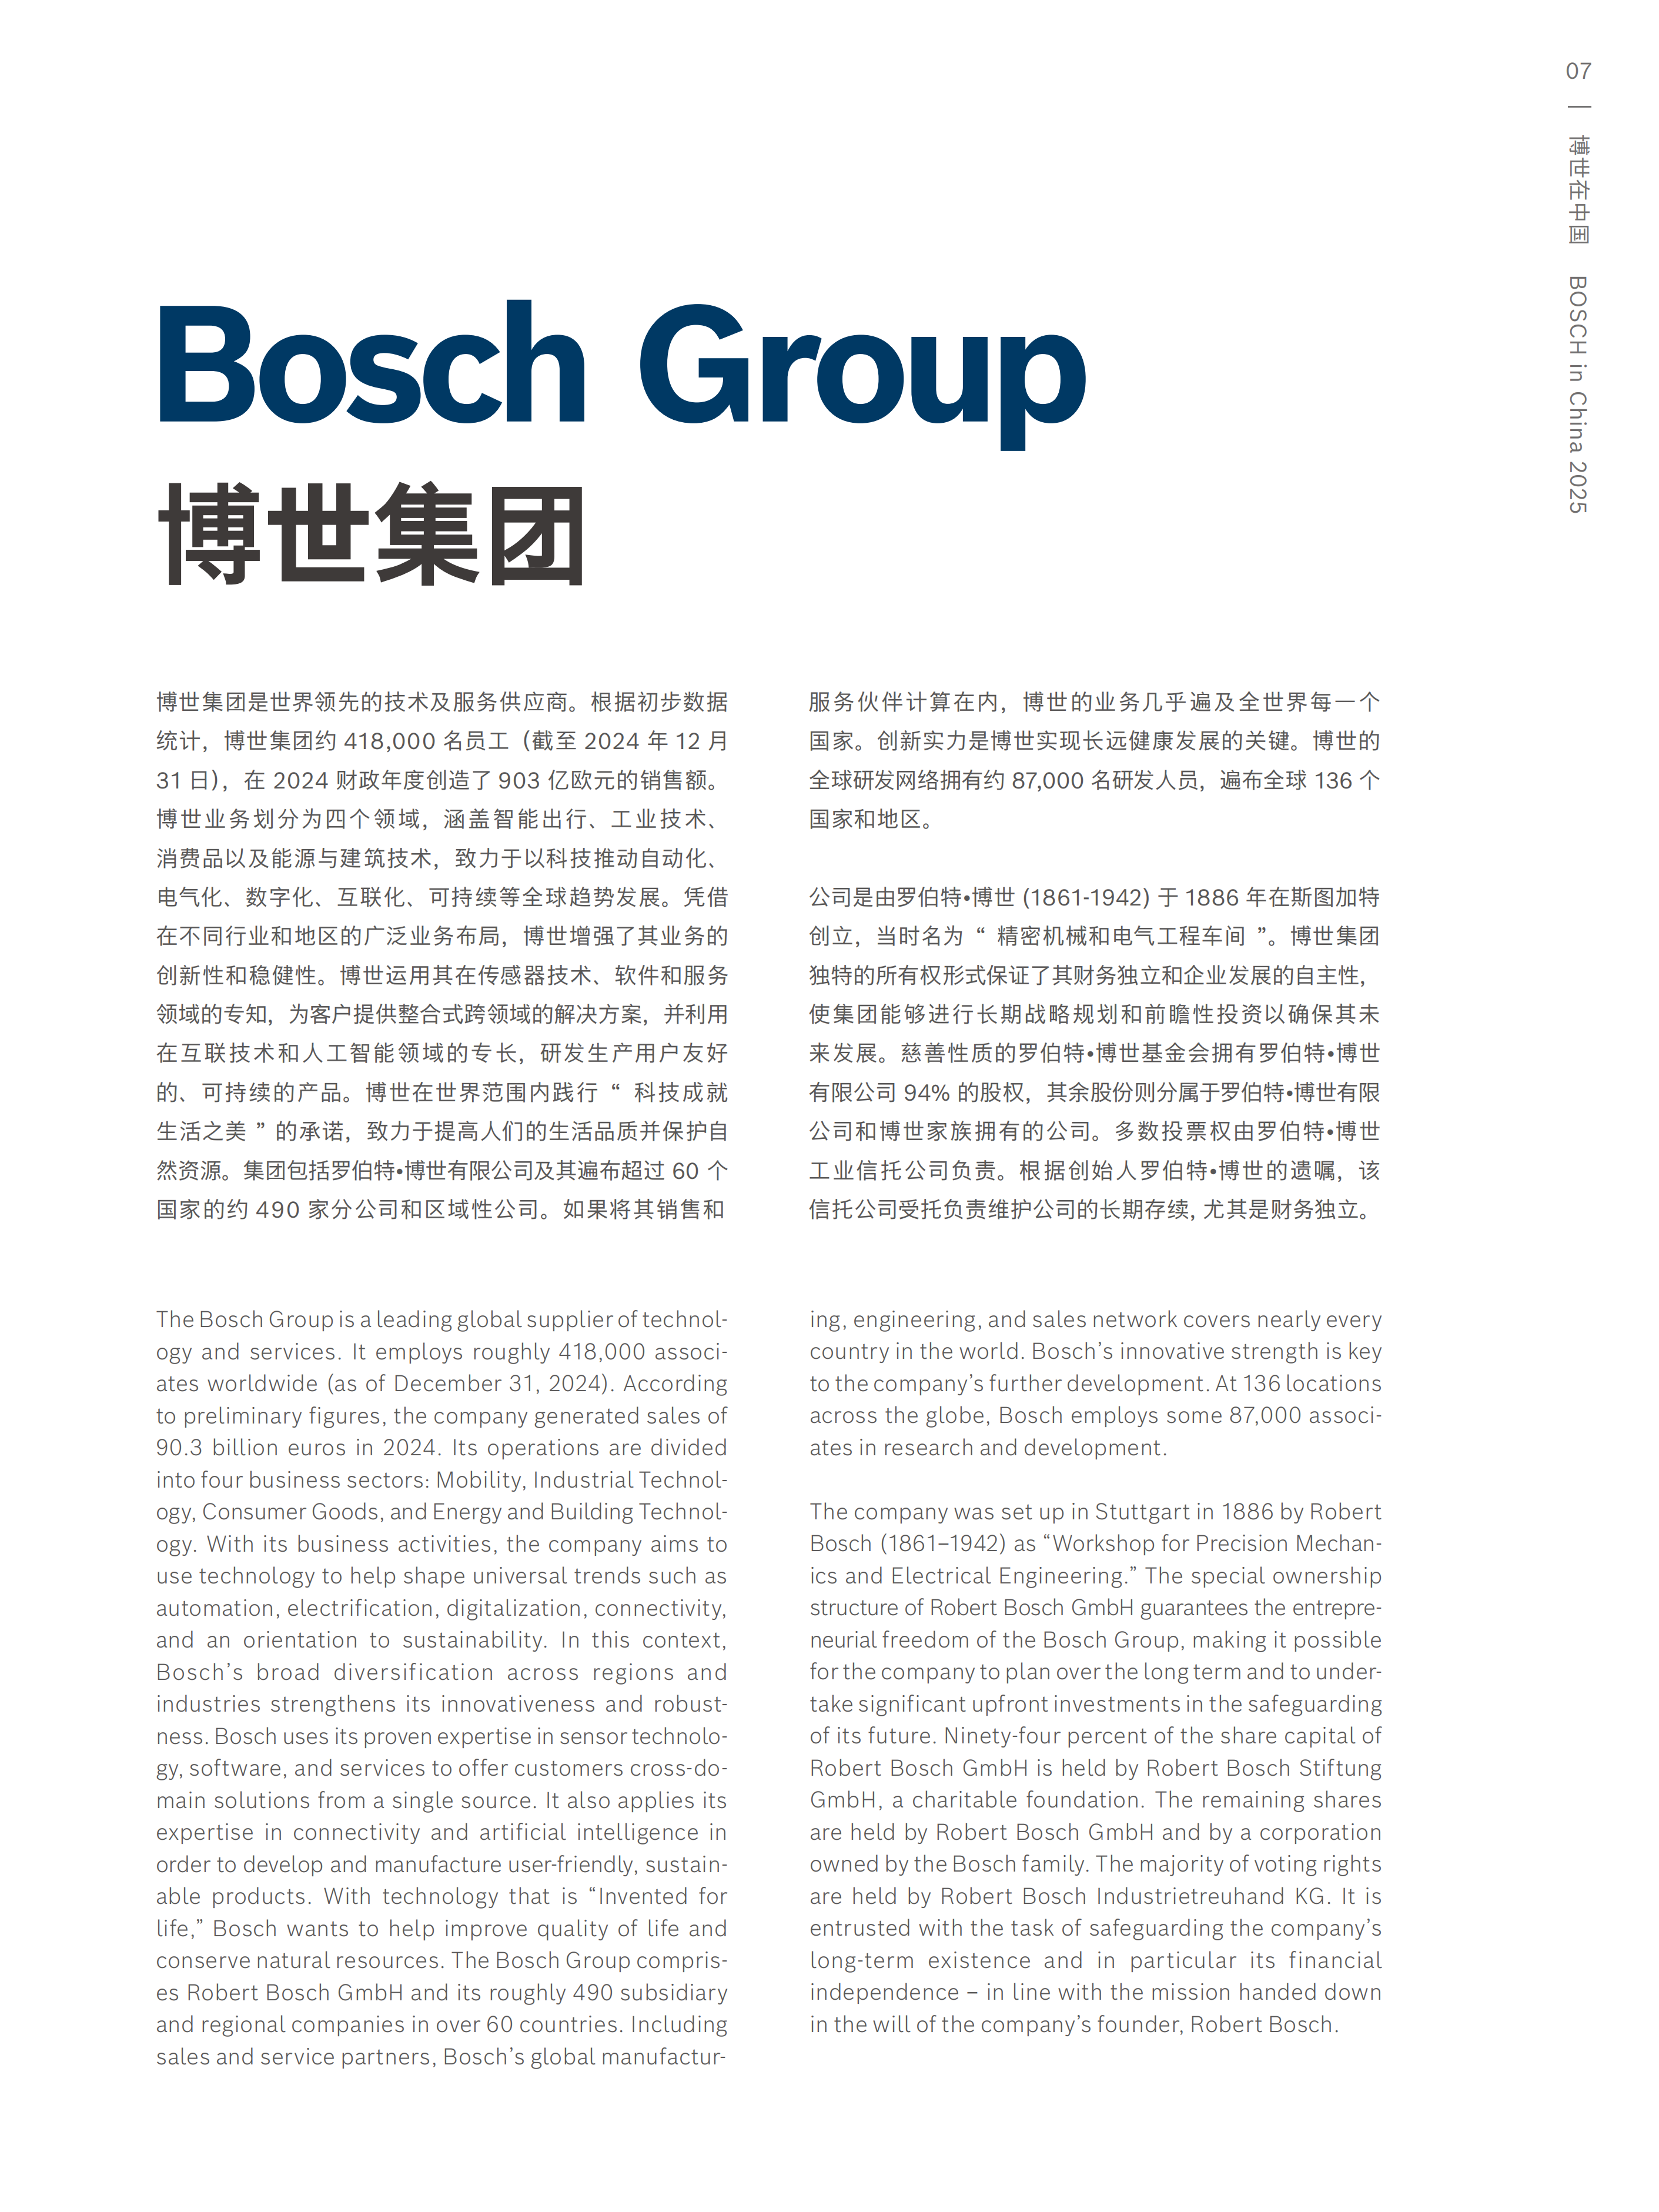 07 | 博世在中国 BOSCH in China 2025
Bosch Group
博世集团
博世集团是世界领先的技术及服务供应商。根据初步数据
统计，博世集团约 418,000 名员工（截至 2024 年 12 月
31 日），在 2024 财政年度创造了 903 亿欧元的销售额。
博世业务划分为四个领域，涵盖智能出行、工业技术、
消费品以及能源与建筑技术，致力于以科技推动自动化、
电气化、数字化、互联化、可持续等全球趋势发展。凭借
在不同行业和地区的广泛业务布局，博世增强了其业务的
创新性和稳健性。博世运用其在传感器技术、软件和服务
领域的专知，为客户提供整合式跨领域的解决方案，并利用
在互联技术和人工智能领域的专长，研发生产用户友好
的、可持续的产品。博世在世界范围内践行 “ 科技成就
生活之美 ” 的承诺，致力于提高人们的生活品质并保护自
然资源。集团包括罗伯特•博世有限公司及其遍布超过 60 个
国家的约 490 家分公司和区域性公司。如果将其销售和
服务伙伴计算在内，博世的业务几乎遍及全世界每一个
国家。创新实力是博世实现长远健康发展的关键。博世的
全球研发网络拥有约 87,000 名研发人员，遍布全球 136 个
国家和地区。
公司是由罗伯特•博世 (1861-1942) 于 1886 年在斯图加特
创立，当时名为 “ 精密机械和电气工程车间 ”。博世集团
独特的所有权形式保证了其财务独立和企业发展的自主性，
使集团能够进行长期战略规划和前瞻性投资以确保其未
来发展。慈善性质的罗伯特•博世基金会拥有罗伯特•博世
有限公司 94% 的股权，其余股份则分属于罗伯特•博世有限
公司和博世家族拥有的公司。多数投票权由罗伯特•博世
工业信托公司负责。根据创始人罗伯特•博世的遗嘱，该
信托公司受托负责维护公司的长期存续, 尤其是财务独立。
The Bosch Group is a leading global supplier of technol-
ogy and services. It employs roughly 418,000 associ-
ates worldwide (as of December 31, 2024). According
to preliminary figures, the company generated sales of
90.3 billion euros in 2024. Its operations are divided
into four business sectors: Mobility, Industrial Technol-
ogy, Consumer Goods, and Energy and Building Technol-
ogy. With its business activities, the company aims to
use technology to help shape universal trends such as
automation, electrification, digitalization, connectivity,
and an orientation to sustainability. In this context,
Bosch’s broad diversification across regions and
industries strengthens its innovativeness and robust-
ness. Bosch uses its proven expertise in sensor technolo-
gy, software, and services to offer customers cross-do-
main solutions from a single source. It also applies its
expertise in connectivity and artificial intelligence in
order to develop and manufacture user-friendly, sustain-
able products. With technology that is “Invented for
life,” Bosch wants to help improve quality of life and
conserve natural resources. The Bosch Group compris-
es Robert Bosch GmbH and its roughly 490 subsidiary
and regional companies in over 60 countries. Including
sales and service partners, Bosch’s global manufactur-
ing, engineering, and sales network covers nearly every
country in the world. Bosch’s innovative strength is key
to the company’s further development. At 136 locations
across the globe, Bosch employs some 87,000 associ-
ates in research and development.
The company was set up in Stuttgart in 1886 by Robert
Bosch (1861–1942) as “Workshop for Precision Mechan-
ics and Electrical Engineering.” The special ownership
structure of Robert Bosch GmbH guarantees the entrepre-
neurial freedom of the Bosch Group, making it possible
for the company to plan over the long term and to under-
take significant upfront investments in the safeguarding
of its future. Ninety-four percent of the share capital of
Robert Bosch GmbH is held by Robert Bosch Stiftung
GmbH, a charitable foundation. The remaining shares
are held by Robert Bosch GmbH and by a corporation
owned by the Bosch family. The majority of voting rights
are held by Robert Bosch Industrietreuhand KG. It is
entrusted with the task of safeguarding the company’s
long-term existence and in particular its financial
independence – in line with the mission handed down
in the will of the company’s founder, Robert Bosch.